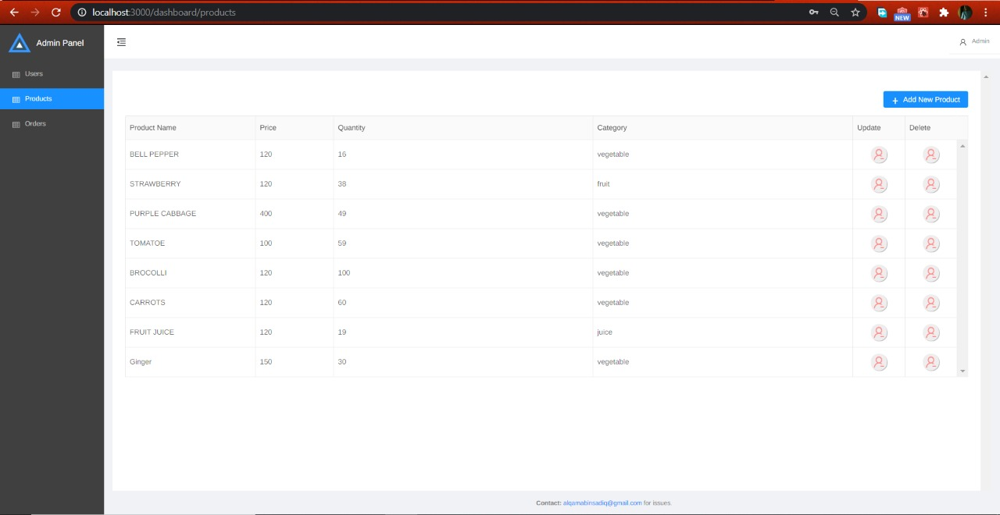 localhost:3000/dashboard/products
NEW
Admin Panel
Admin
Users
Products
Orders
+ Add New Product
Product Name Price Quantity Category Update Delete
BELL PEPPER 120 16 vegetable
STRAWBERRY 120 38 fruit
PURPLE CABBAGE 400 49 vegetable
TOMATOE 100 59 vegetable
BROCOLLI 120 100 vegetable
CARROTS 120 60 vegetable
FRUIT JUICE 120 19 juice
Ginger 150 30 vegetable
Contact: alqamabinsadiq@gmail.com for issues.